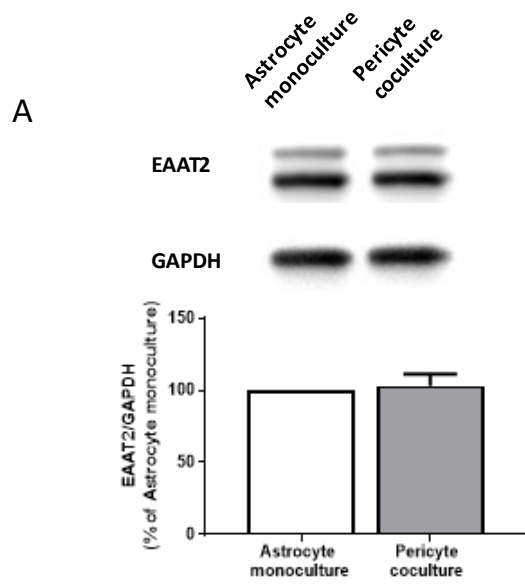 Astrocyte
monoculture
Pericyte
coculture
A
EAAT2
GAPDH
EAAT2/GAPDH
(% of Astrocyte monoculture)
150
100
50
0
Astrocyte
monoculture
Pericyte
coculture